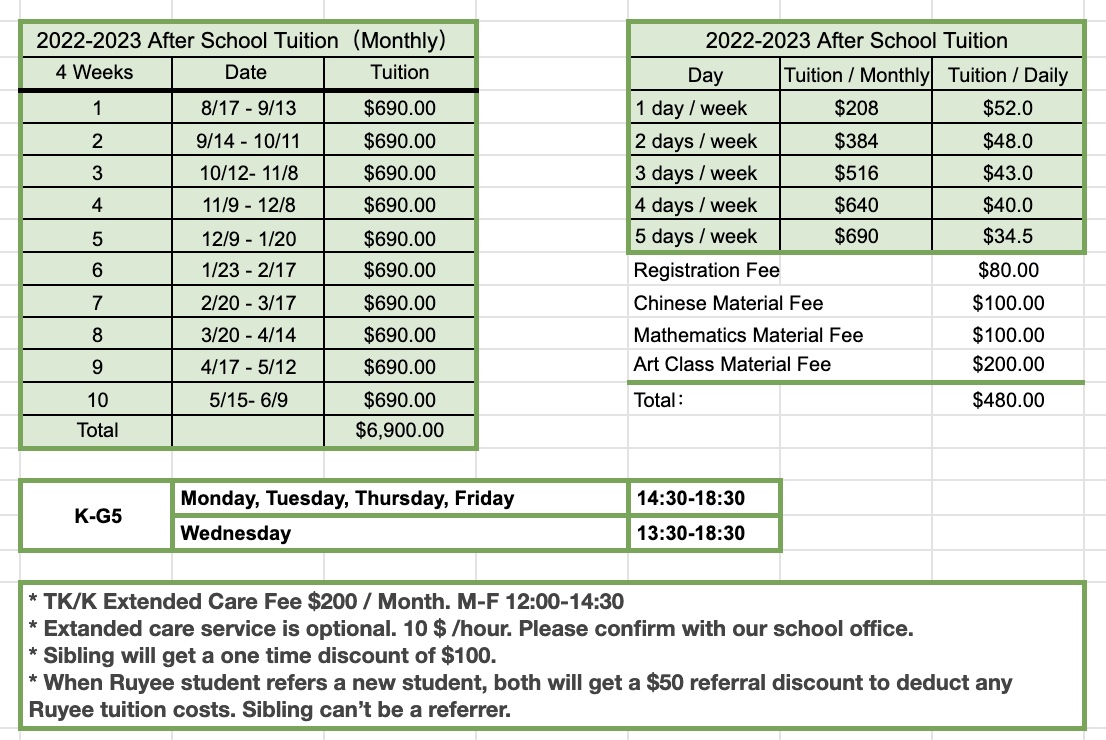 2022-2023 After School Tuition（Monthly）
4 Weeks Date Tuition
1 8/17 - 9/13 $690.00
2 9/14 - 10/11 $690.00
3 10/12- 11/8 $690.00
4 11/9 - 12/8 $690.00
5 12/9 - 1/20 $690.00
6 1/23 - 2/17 $690.00
7 2/20 - 3/17 $690.00
8 3/20 - 4/14 $690.00
9 4/17 - 5/12 $690.00
10 5/15- 6/9 $690.00
Total $6,900.00
2022-2023 After School Tuition
Day Tuition / Monthly Tuition / Daily
1 day / week $208 $52.0
2 days / week $384 $48.0
3 days / week $516 $43.0
4 days / week $640 $40.0
5 days / week $690 $34.5
Registration Fee $80.00
Chinese Material Fee $100.00
Mathematics Material Fee $100.00
Art Class Material Fee $200.00
Total： $480.00
K-G5
Monday, Tuesday, Thursday, Friday 14:30-18:30
Wednesday 13:30-18:30
* TK/K Extended Care Fee $200 / Month. M-F 12:00-14:30
* Extanded care service is optional. 10 $ /hour. Please confirm with our school office.
* Sibling will get a one time discount of $100.
* When Ruyee student refers a new student, both will get a $50 referral discount to deduct any
Ruyee tuition costs. Sibling can’t be a referrer.